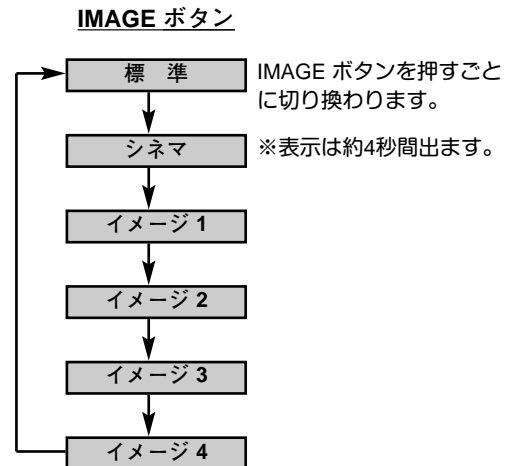 IMAGE ボタン
標 準
IMAGE ボタンを押すごと
に切り換わります。
シネマ
※表示は約4秒間出ます。
イメージ 1
イメージ 2
イメージ 3
イメージ 4